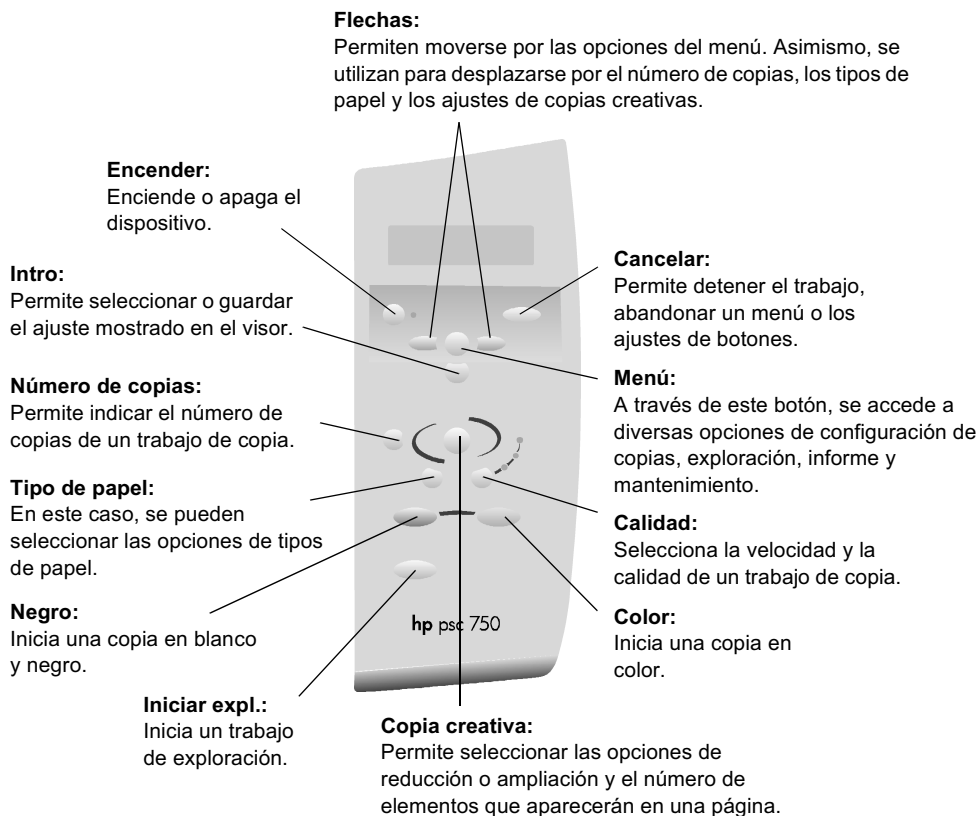 Flechas:
Permiten moverse por las opciones del menú. Asimismo, se
utilizan para desplazarse por el número de copias, los tipos de
papel y los ajustes de copias creativas.
Encender:
Enciende o apaga el
dispositivo.
Intro:
Permite seleccionar o guardar
el ajuste mostrado en el visor.
Número de copias:
Permite indicar el número de
copias de un trabajo de copia.
Tipo de papel:
En este caso, se pueden
seleccionar las opciones de tipos
de papel.
Negro:
Inicia una copia en blanco
y negro.
Iniciar expl.:
Inicia un trabajo
de exploración.
Cancelar:
Permite detener el trabajo,
abandonar un menú o los
ajustes de botones.
Menú:
A través de este botón, se accede a
diversas opciones de configuración de
copias, exploración, informe y
mantenimiento.
Calidad:
Selecciona la velocidad y la
calidad de un trabajo de copia.
Color:
Inicia una copia en
color.
hp psc 750
Copia creativa:
Permite seleccionar las opciones de
reducción o ampliación y el número de
elementos que aparecerán en una página.